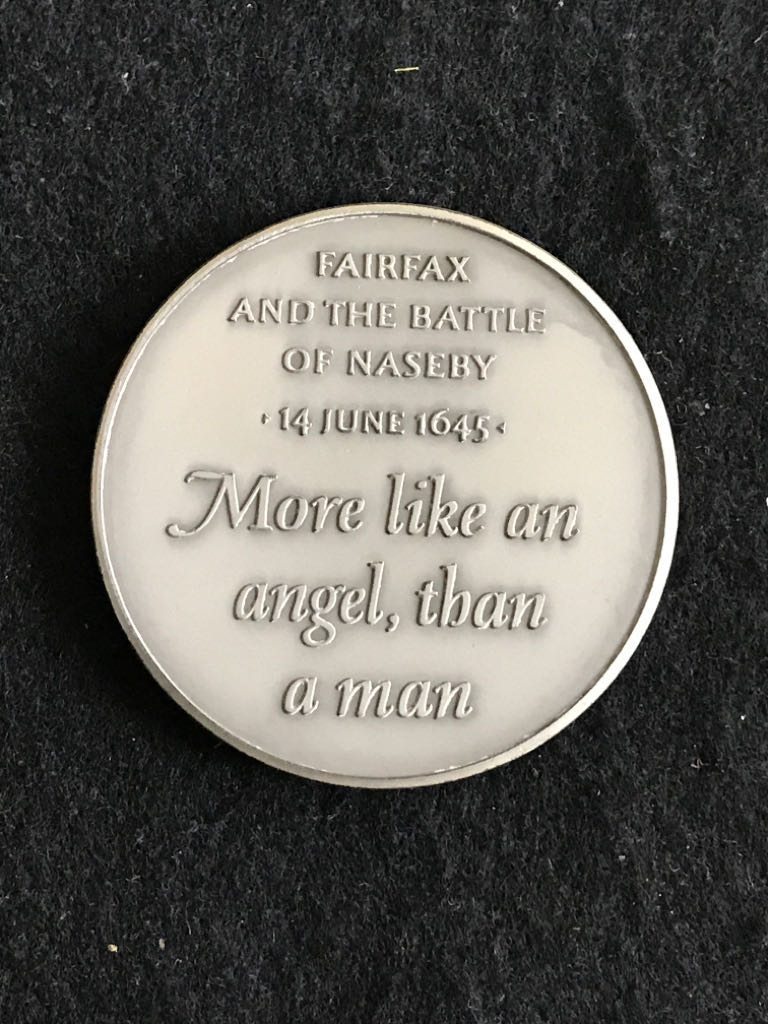 FAIRFAX
AND THE BATTLE
OF NASEBY
· 14 JUNE 1645 ·
More like an
angel, than
a man